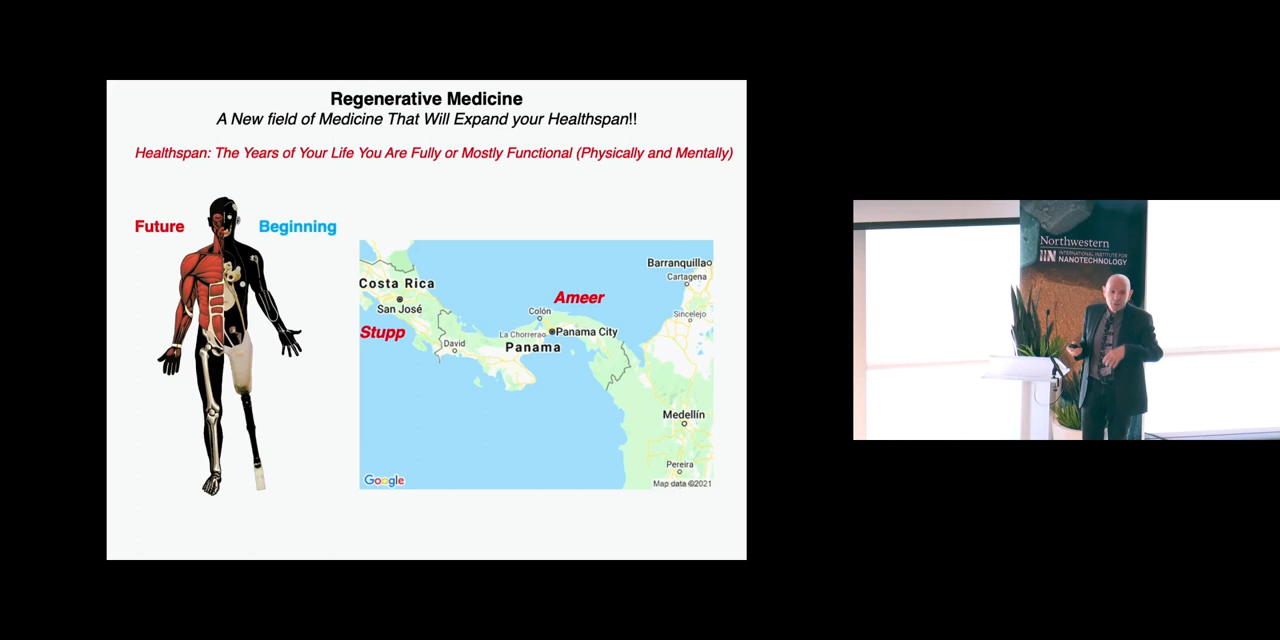 Regenerative Medicine
A New field of Medicine That Will Expand your Healthspan!!
Healthspan: The Years of Your Life You Are Fully or Mostly Functional (Physically and Mentally)
Future
Beginning
Barranquilla
Cartagena
Costa Rica
Ameer
San José
Colón
Sincelejo
Stupp
La Chorrera
Panama City
David
Panama
Medellín
Pereira
Google
Map data ©2021
Northwestern
INTERNATIONAL INSTITUTE FOR
NANOTECHNOLOGY